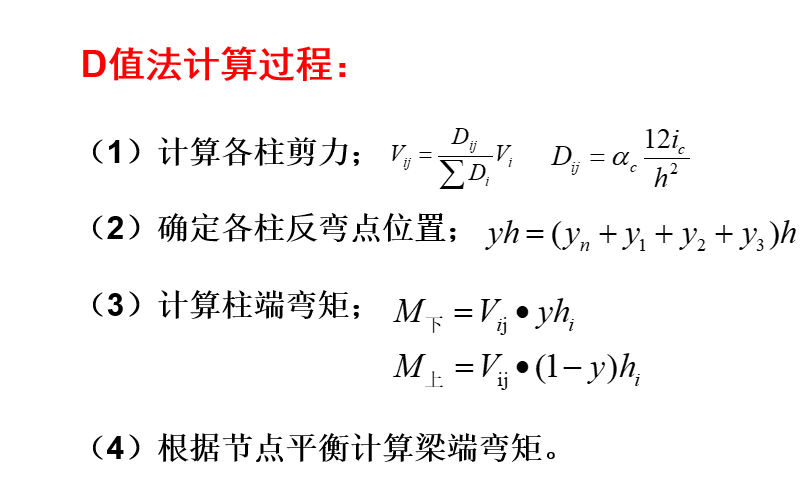 D值法计算过程：
（1）计算各柱剪力； $V_{ij} = \frac{D_{ij}}{\sum D_i} V_i$ $D_{ij} = \alpha_c \frac{12 i_c}{h^2}$
（2）确定各柱反弯点位置； $yh = (y_n + y_1 + y_2 + y_3)h$
（3）计算柱端弯矩； $M_{下} = V_{ij} \bullet yh_i$
$M_{上} = V_{ij} \bullet (1 - y)h_i$
（4）根据节点平衡计算梁端弯矩。